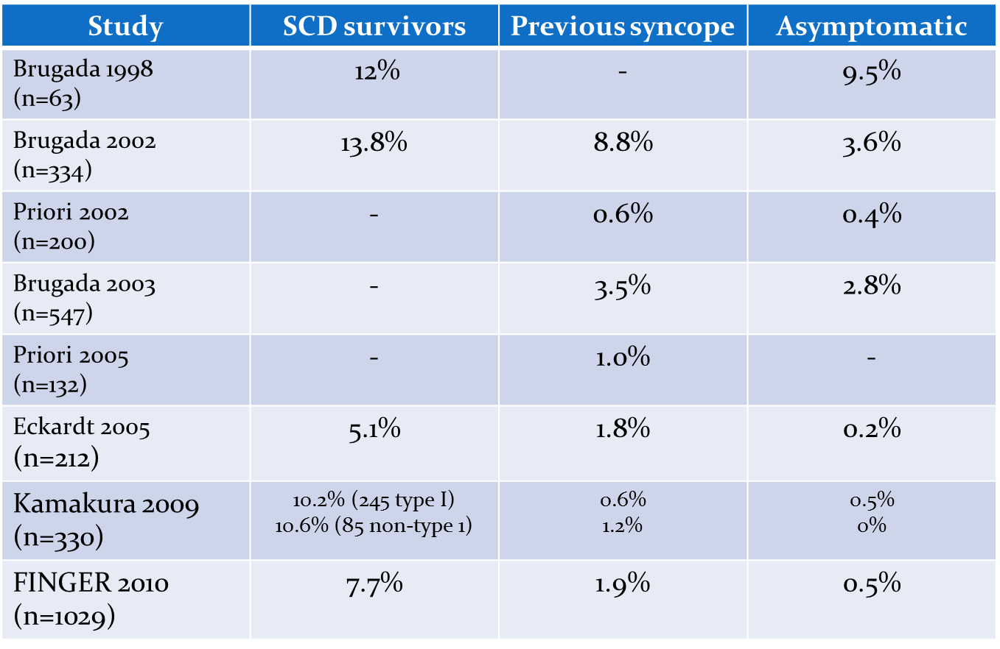 Study SCD survivors Previous syncope Asymptomatic
Brugada 1998 12% - 9.5%
(n=63)
Brugada 2002 13.8% 8.8% 3.6%
(n=334)
Priori 2002 - 0.6% 0.4%
(n=200)
Brugada 2003 - 3.5% 2.8%
(n=547)
Priori 2005 - 1.0% -
(n=132)
Eckardt 2005 5.1% 1.8% 0.2%
(n=212)
Kamakura 2009 10.2% (245 type I) 0.6% 0.5%
(n=330) 10.6% (85 non-type 1) 1.2% 0%
FINGER 2010 7.7% 1.9% 0.5%
(n=1029)